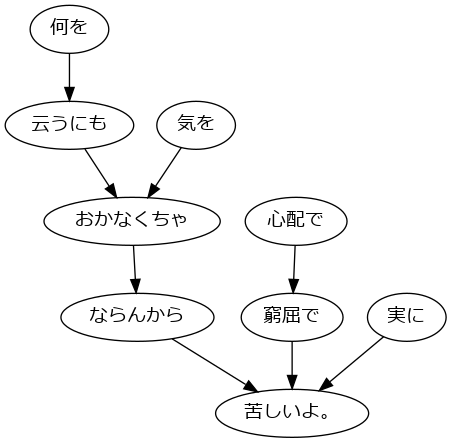 何を
云うにも
気を
おかなくちゃ
心配で
ならんから
窮屈で
実に
苦しいよ。